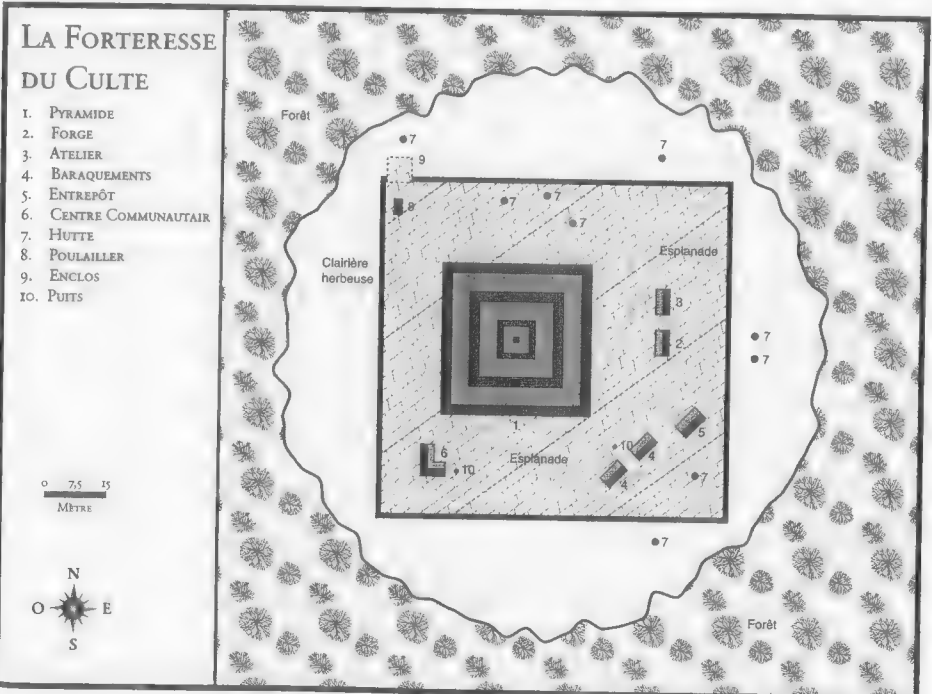 LA FORTERESSE
DU CULTE
1. PYRAMIDE
2. FORGE
3. ATELIER
4. BARAQUEMENTS
5. ENTREPÔT
6. CENTRE COMMUNAUTAIR
7. HUTTE
8. POULAILLER
9. ENCLOS
10. PUITS
0 7,5 15
MÈTRE
N
O E
S
Forêt
7
7
9
8
7
7
7
Esplanade
Clairière
herbeuse
3
2
7
7
1.
5
10
4
6
10
Esplanade
4
7
7
Forêt